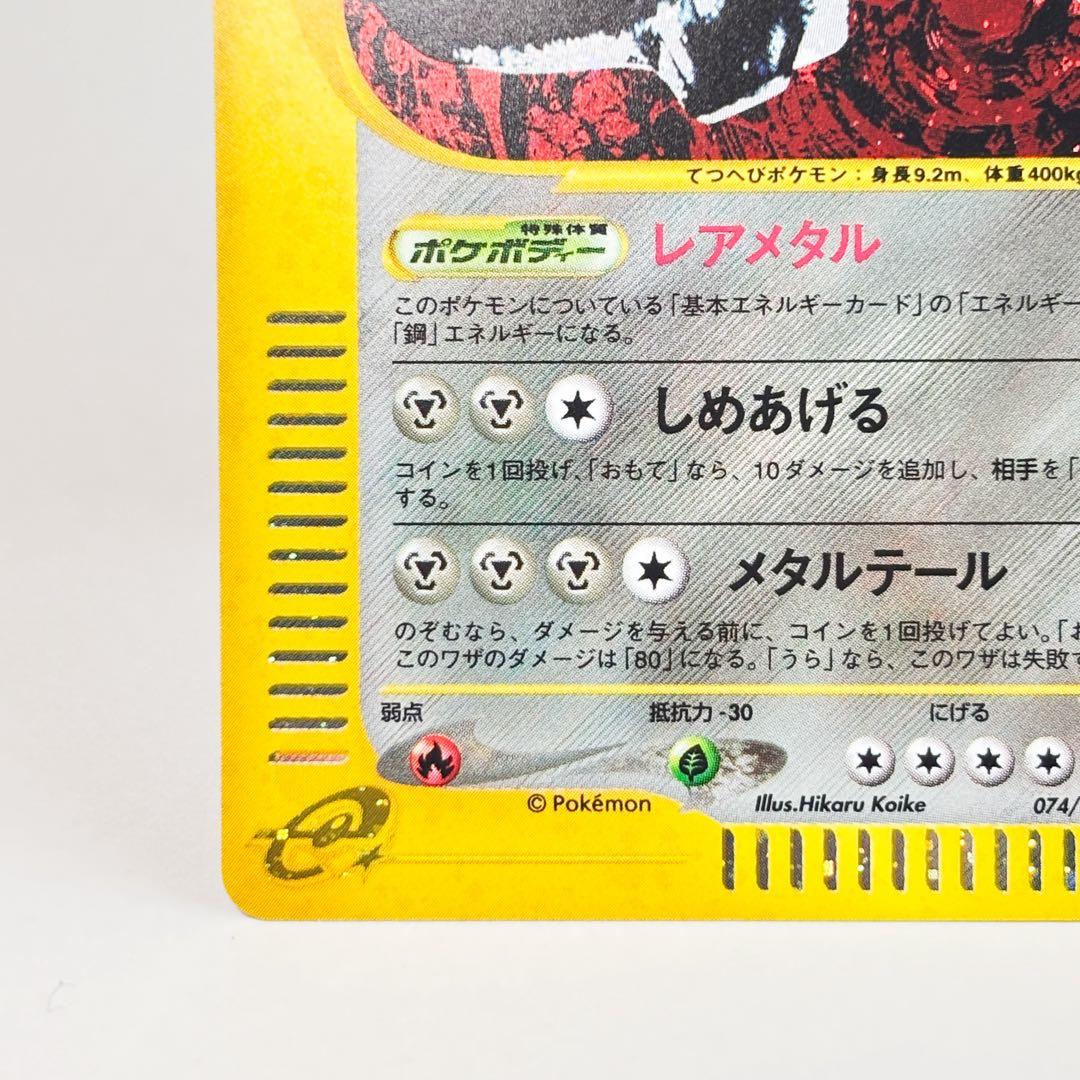 てつへびポケモン：身長9.2m、体重400kg
特殊体質
ポケボディー レアメタル
このポケモンについている「基本エネルギーカード」の「エネルギー
「鋼」エネルギーになる。
しめあげる
コインを1回投げ、「おもて」なら、10ダメージを追加し、相手を「
する。
メタルテール
のぞむなら、ダメージを与える前に、コインを1回投げてよい。「お
このワザのダメージは「80」になる。「うら」なら、このワザは失敗
弱点 抵抗力 -30 にげる
© Pokémon Illus.Hikaru Koike 074/